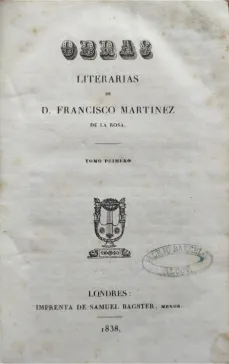 OBRAS
LITERARIAS
DE
D. FRANCISCO MARTINEZ
DE LA ROSA.
TOMO PRIMERO
LONDRES:
IMPRENTA DE SAMUEL BAGSTER, MENOR.
1838.